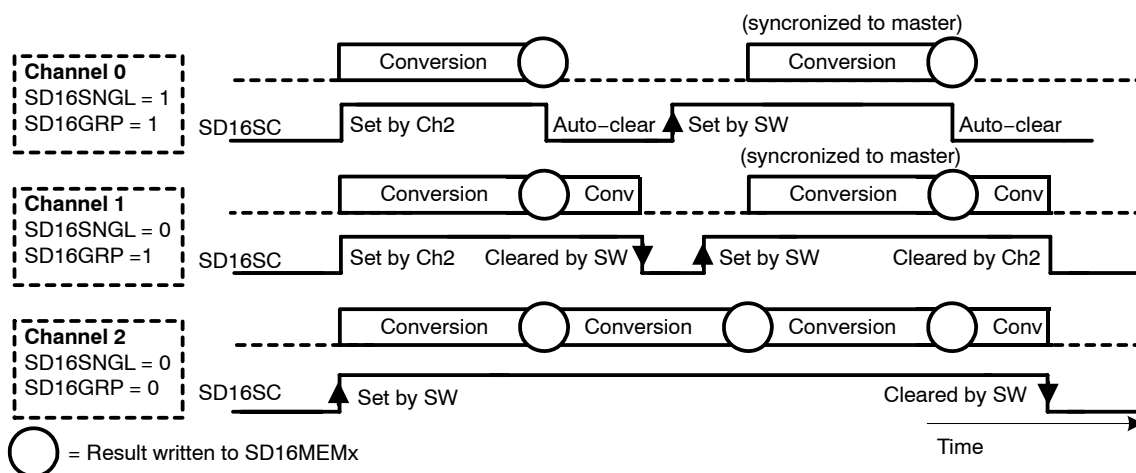 (syncronized to master)
Conversion
Conversion
Channel 0
SD16SNGL = 1
SD16GRP = 1
SD16SC
Set by Ch2
Auto−clear
Set by SW
Auto−clear
(syncronized to master)
Conversion
Conv
Conversion
Conv
Channel 1
SD16SNGL = 0
SD16GRP =1
SD16SC
Set by Ch2
Cleared by SW
Set by SW
Cleared by Ch2
Conversion
Conversion
Conversion
Conv
Channel 2
SD16SNGL = 0
SD16GRP = 0
SD16SC
Set by SW
Cleared by SW
= Result written to SD16MEMx
Time